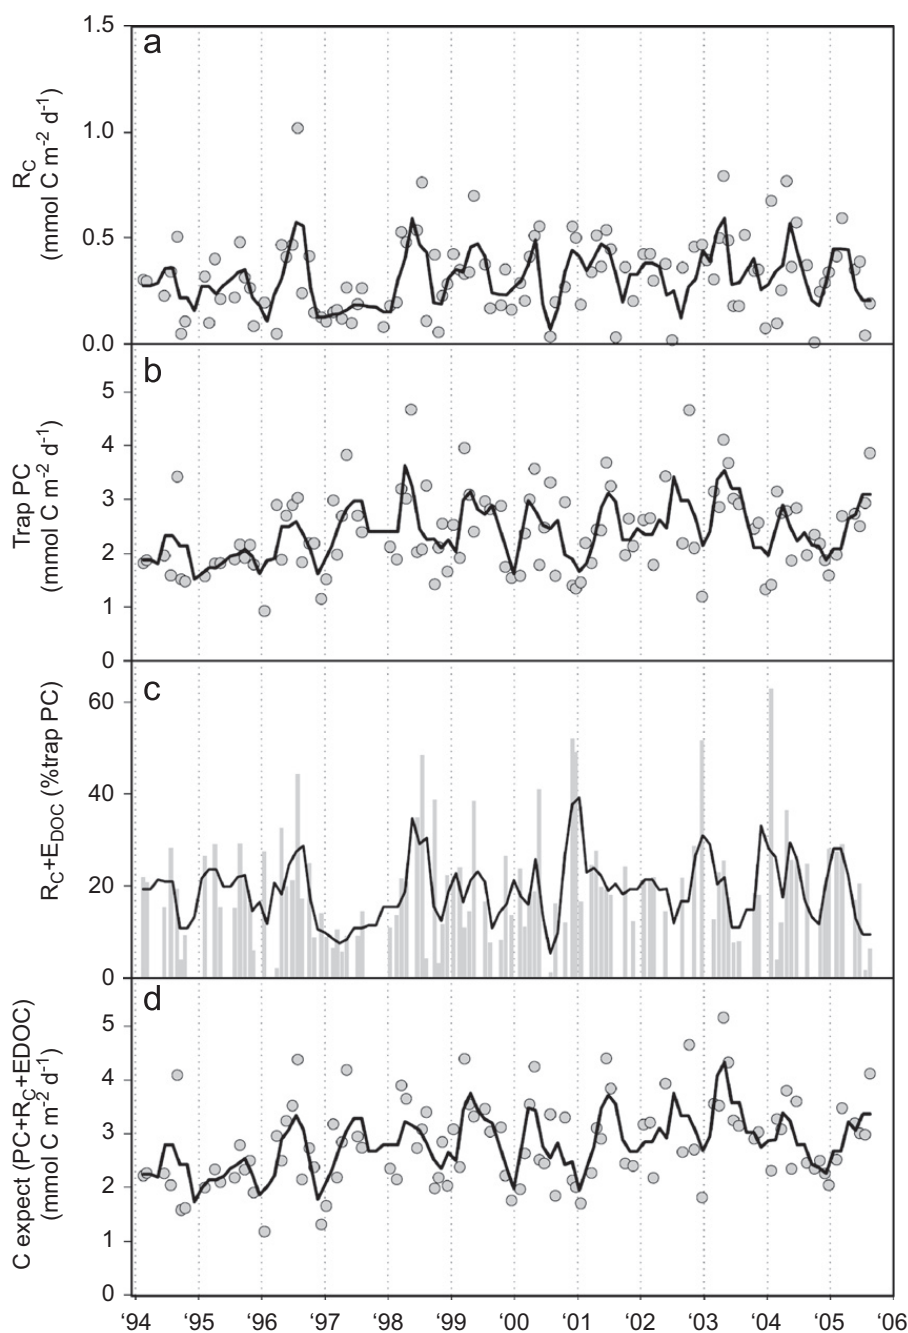 a
1.5
1.0
0.5
0.0
R_C
(mmol C m^-2 d^-1)
b
5
4
3
2
1
0
Trap PC
(mmol C m^-2 d^-1)
c
60
40
20
0
R_C+E_DOC (%trap PC)
d
5
4
3
2
1
0
C expect (PC+R_C+EDOC)
(mmol C m^-2 d^-1)
'94 '95 '96 '97 '98 '99 '00 '01 '02 '03 '04 '05 '06